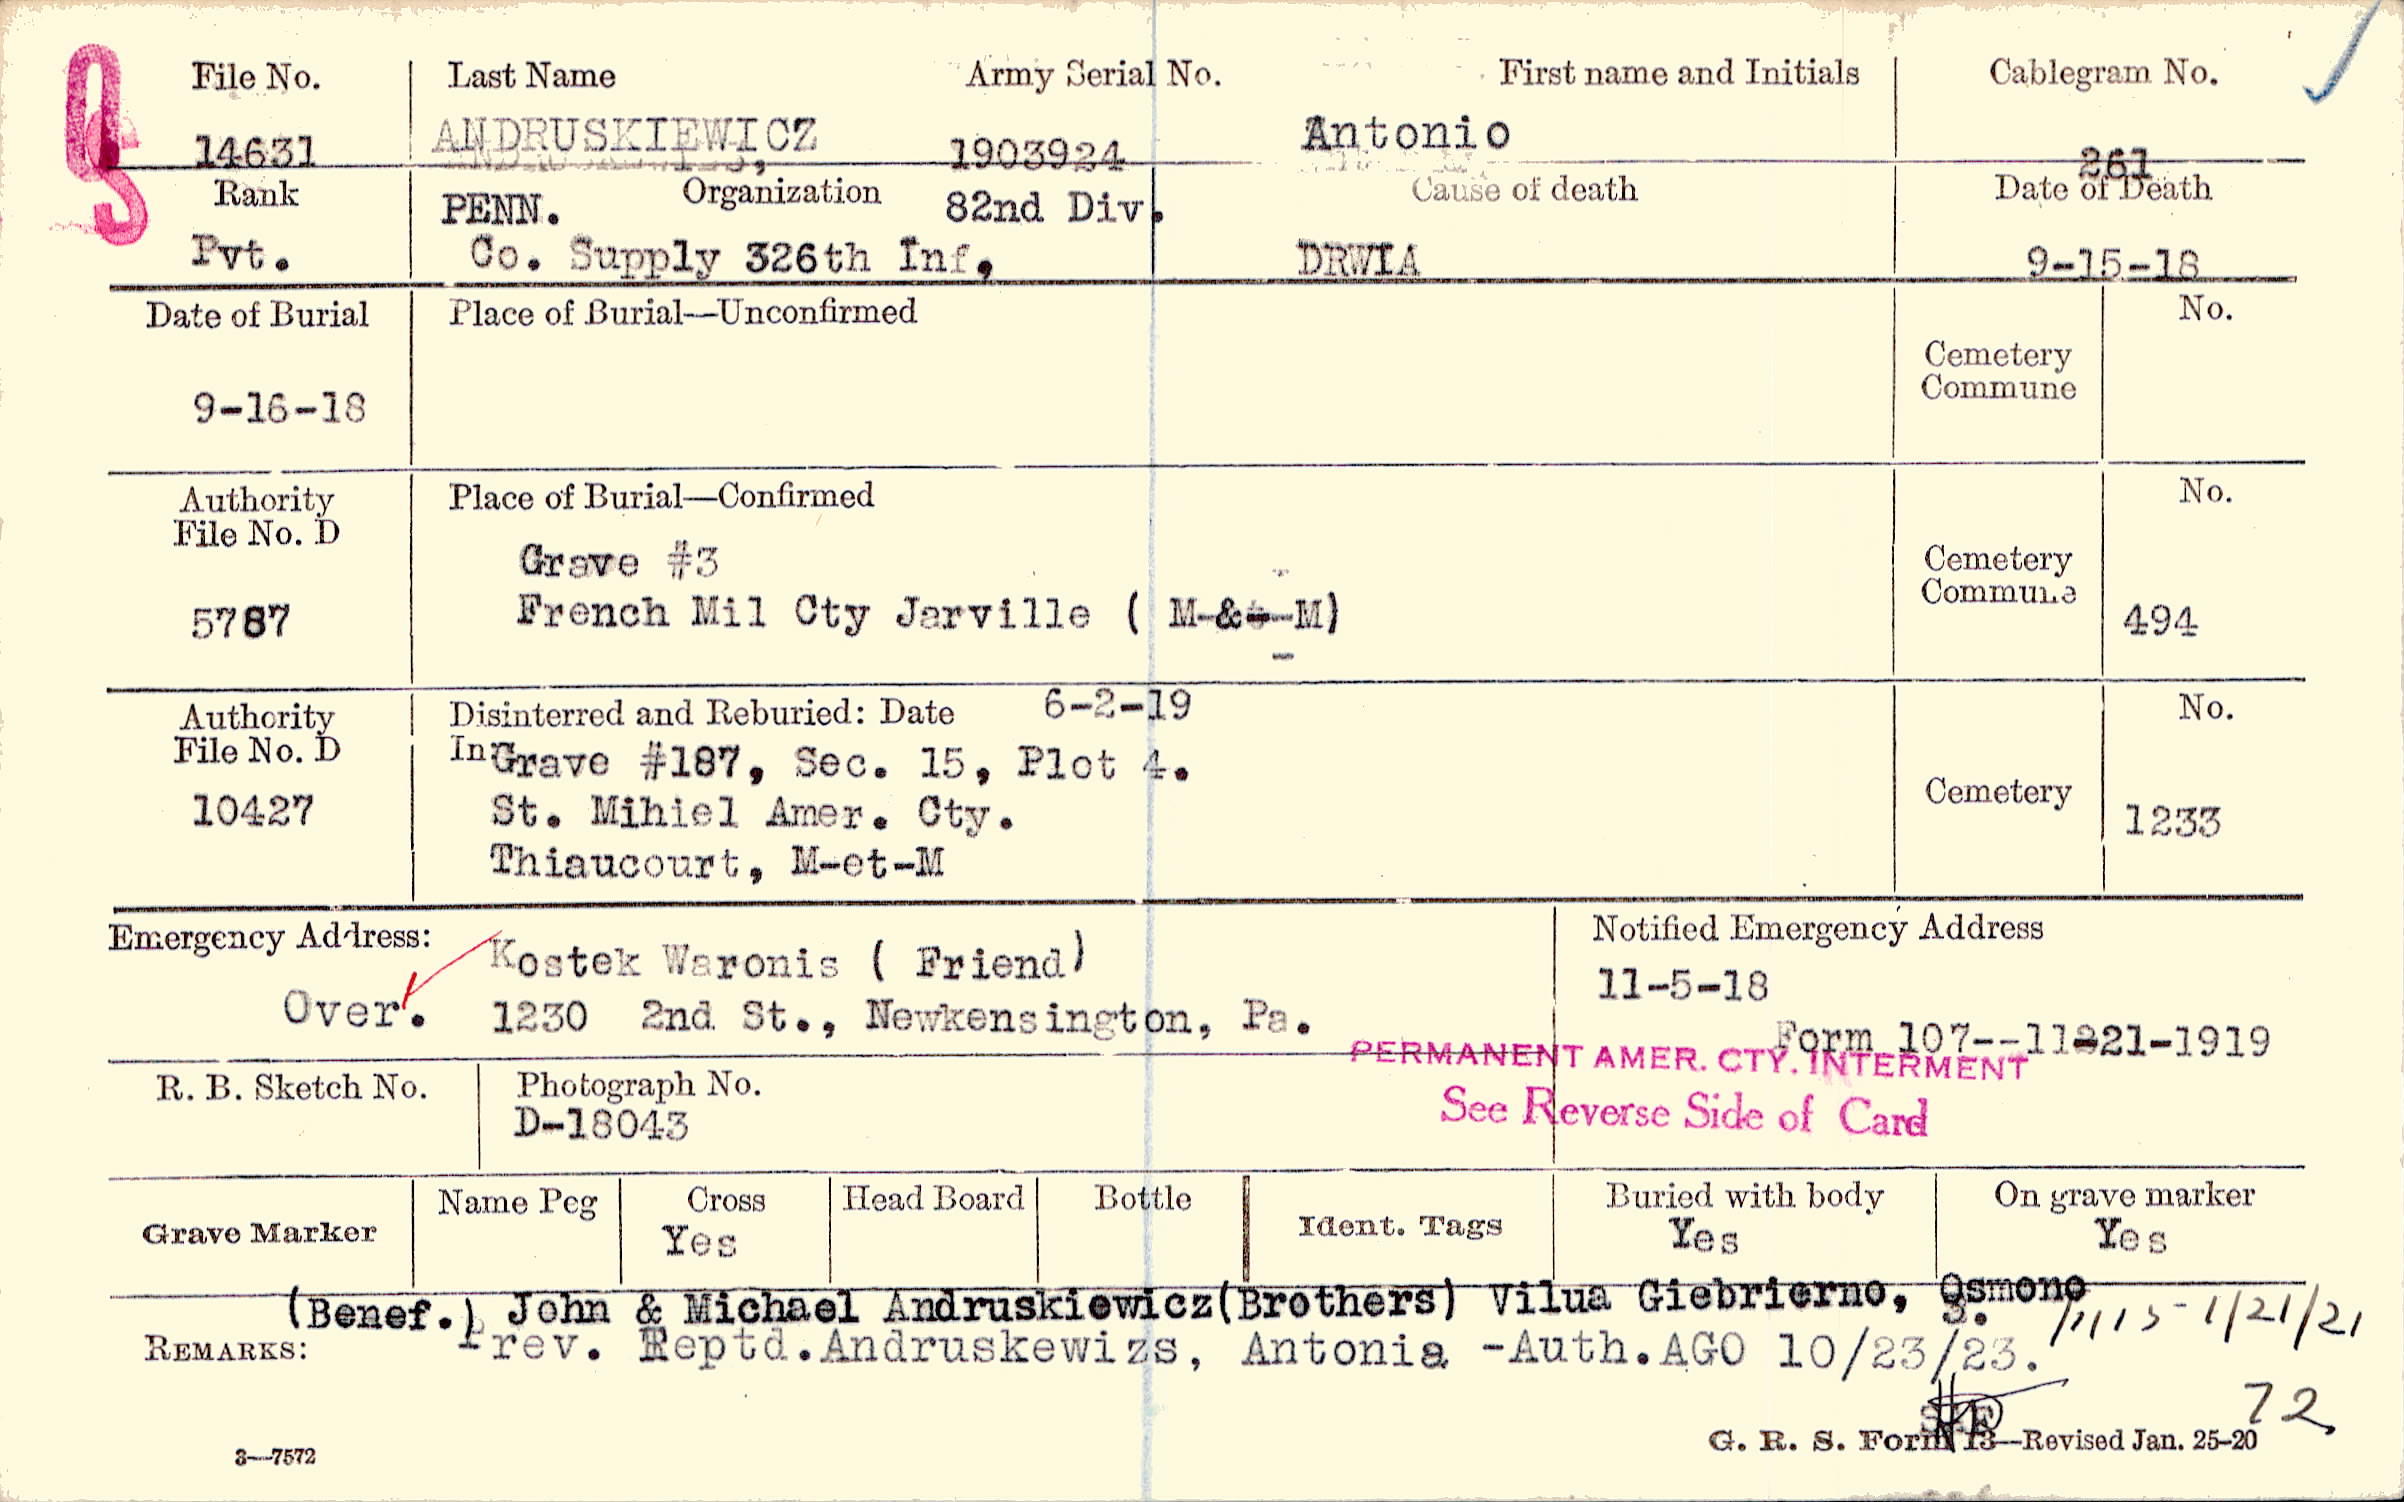 File No. Last Name Army Serial No. First name and Initials Cablegram No.
14631 ANDRUSKIEWICZ, 1903924 Antonio 261
Rank PENN. Organization 82nd Div. Cause of death Date of Death
Pvt. Co. Supply 326th Inf. DRWIA 9-15-18
Date of Burial Place of Burial—Unconfirmed No.
Cemetery
Commune
9-16-18
Authority Place of Burial—Confirmed No.
File No. D
Grave #3 Cemetery
Commune
5787 French Mil Cty Jarville ( M-&-M) 494
Authority Disinterred and Reburied: Date 6-2-19 No.
File No. D In Grave #187, Sec. 15, Plot 4.
Cemetery
10427 St. Mihiel Amer. Cty. 1233
Thiaucourt, M-et-M
Emergency Address: Notified Emergency Address
Kostek Waronis ( Friend)
11-5-18
Over. 1230 2nd St., Newkensington, Pa.
Form 107--11-21-1919
PERMANENT AMER. CTY. INTERMENT
R. B. Sketch No. Photograph No.
See Reverse Side of Card
D-18043
Grave Marker Name Peg Cross Head Board Bottle Ident. Tags Buried with body On grave marker
Yes Yes Yes
(Benef.) John & Michael Andruskiewicz(Brothers) Vilua Giebrierno, Osmono
S. 1/21/21
REMARKS: Prev. Reptd. Andruskewizs, Antonia -Auth. AGO 10/23/23.
72
3—7572 G. R. S. Form 13—Revised Jan. 25-20